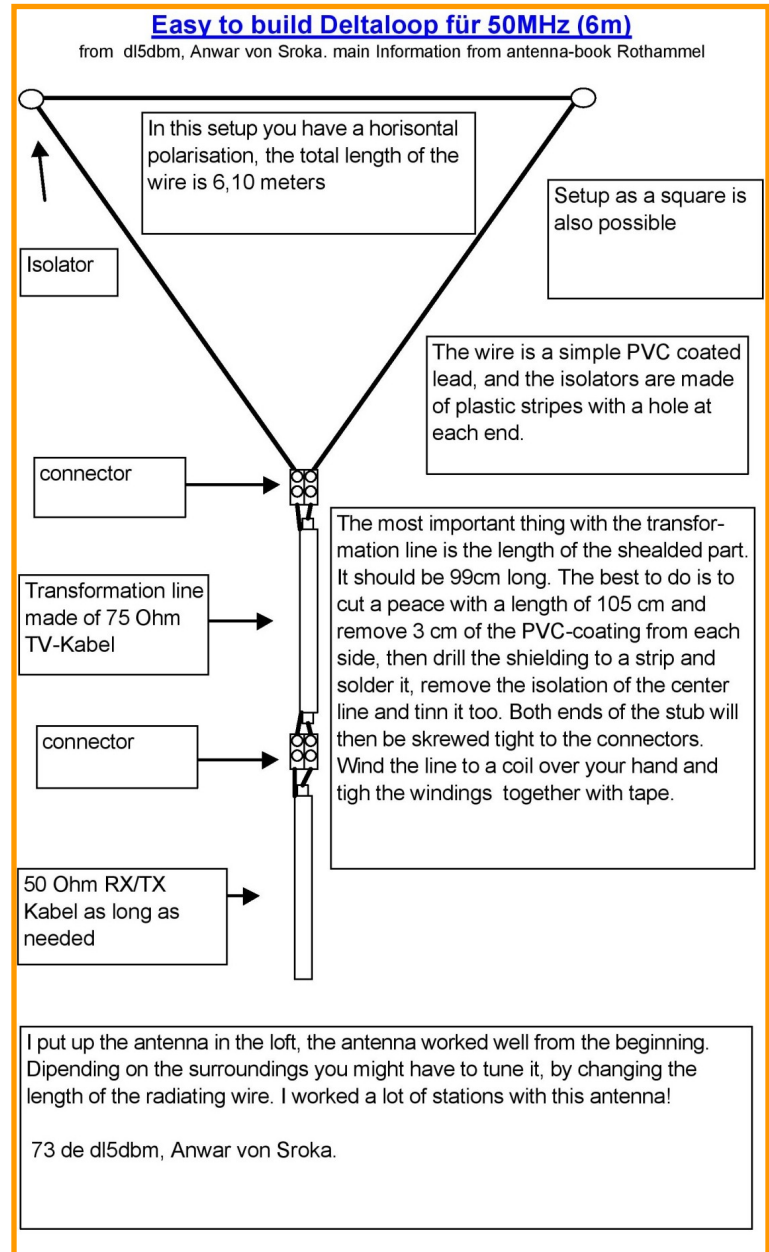 Easy to build Deltaloop für 50MHz (6m)
from dl5dbm, Anwar von Sroka. main Information from antenna-book Rothammel
In this setup you have a horisontal
polarisation, the total length of the
wire is 6,10 meters
Setup as a square is
also possible
Isolator
The wire is a simple PVC coated
lead, and the isolators are made
of plastic stripes with a hole at
each end.
connector
The most important thing with the transfor-
mation line is the length of the shealded part.
It should be 99cm long. The best to do is to
cut a peace with a length of 105 cm and
remove 3 cm of the PVC-coating from each
side, then drill the shielding to a strip and
solder it, remove the isolation of the center
line and tinn it too. Both ends of the stub will
then be skrewed tight to the connectors.
Wind the line to a coil over your hand and
tigh the windings together with tape.
Transformation line
made of 75 Ohm
TV-Kabel
connector
50 Ohm RX/TX
Kabel as long as
needed
I put up the antenna in the loft, the antenna worked well from the beginning.
Dipending on the surroundings you might have to tune it, by changing the
length of the radiating wire. I worked a lot of stations with this antenna!
73 de dl5dbm, Anwar von Sroka.